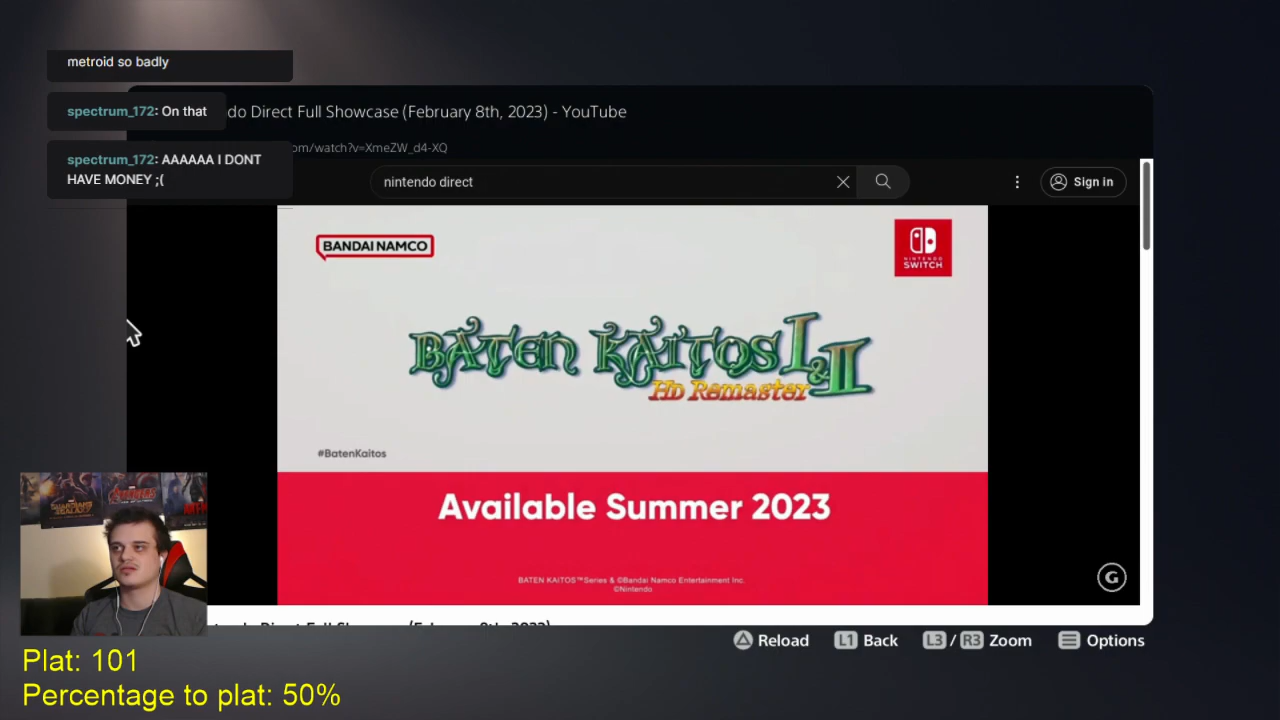 metroid so badly
spectrum_172: On that
do Direct Full Showcase (February 8th, 2023) - YouTube
spectrum_172: AAAAAA I DONT
HAVE MONEY ;(
om/watch?v=XmeZW_d4-XQ
nintendo direct
Sign in
BANDAI NAMCO
NINTENDO
SWITCH
BATEN KAITOS I & II
HD Remaster
#BatenKaitos
Available Summer 2023
BATEN KAITOS™Series & ©Bandai Namco Entertainment Inc.
©Nintendo
G
Reload
L1 Back
L3 / R3 Zoom
Options
Plat: 101
Percentage to plat: 50%